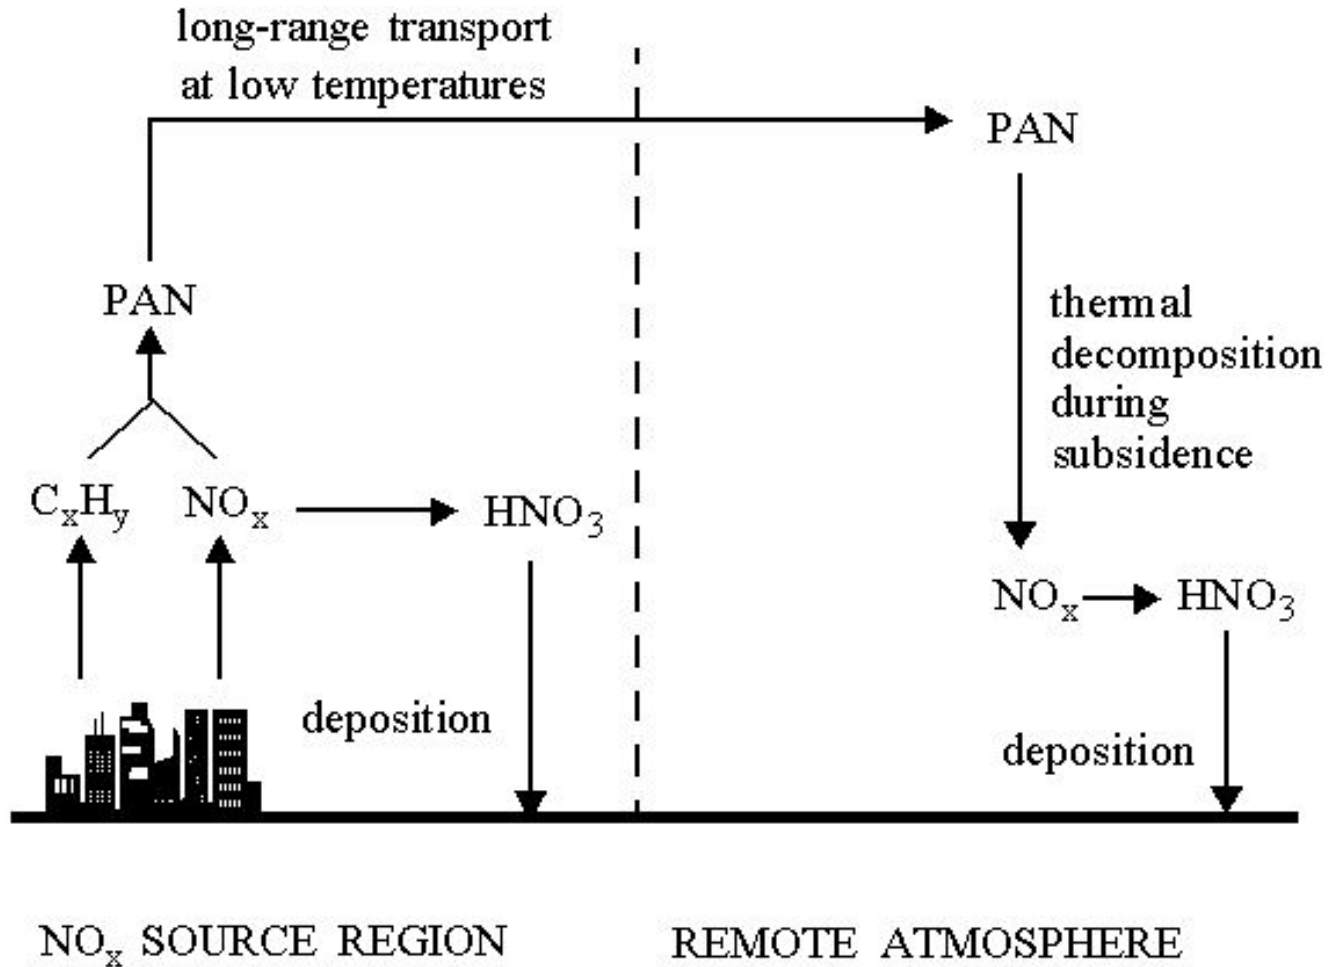 long-range transport
at low temperatures
PAN
PAN
thermal
decomposition
during
subsidence
CxHy
NOx
HNO3
NOx
HNO3
deposition
deposition
NOx SOURCE REGION
REMOTE ATMOSPHERE